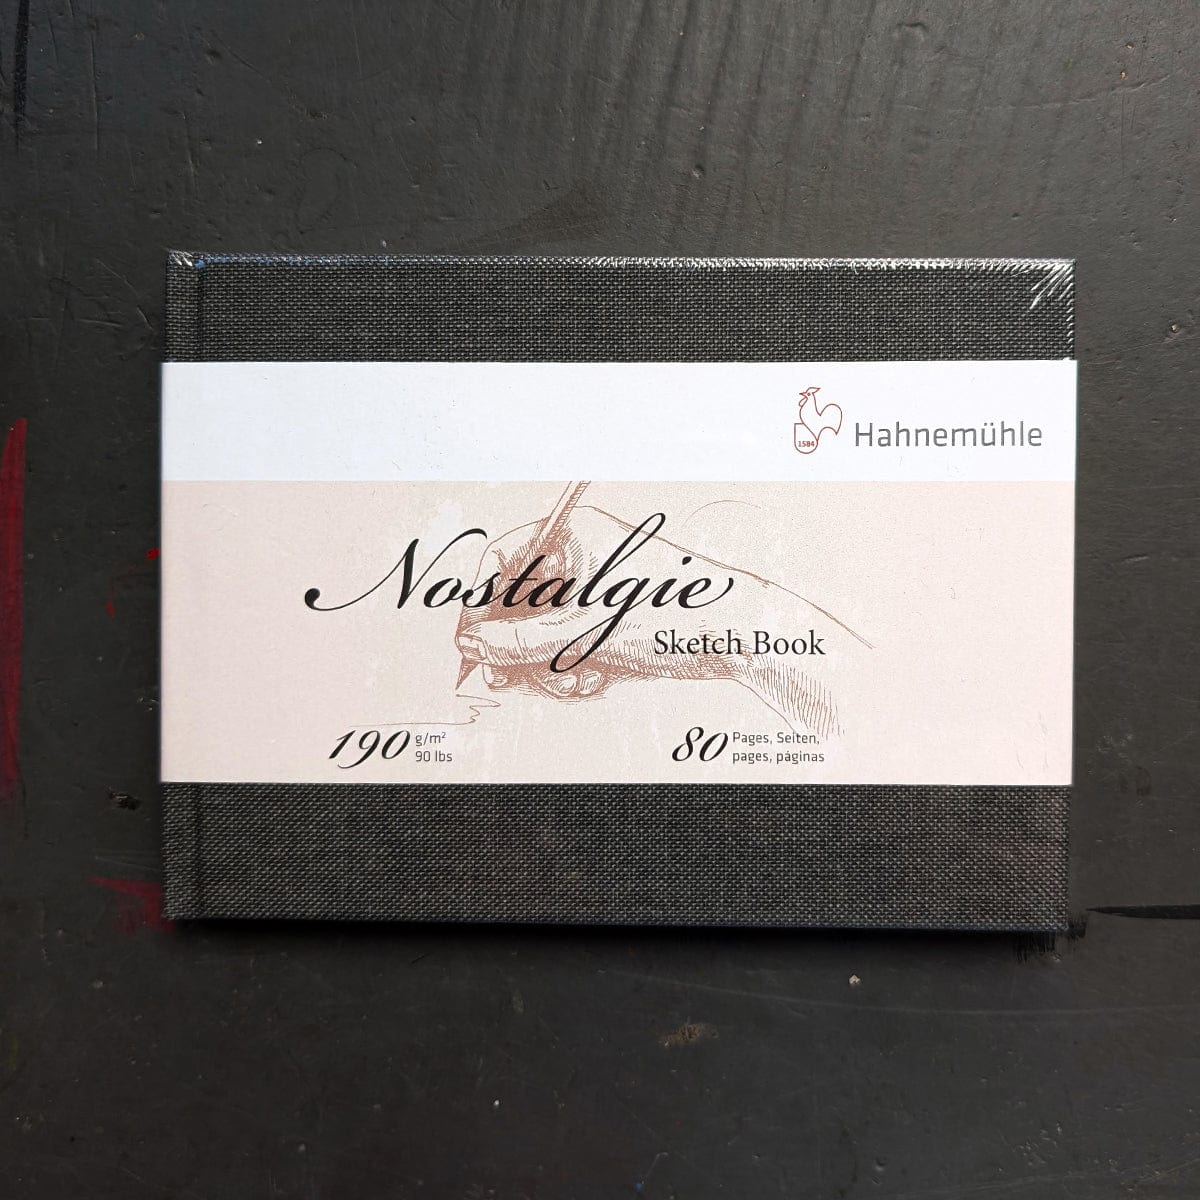 1584
Hahnemühle
Nostalgie
Sketch Book
190 g/m²
90 lbs
80 Pages, Seiten,
pages, páginas